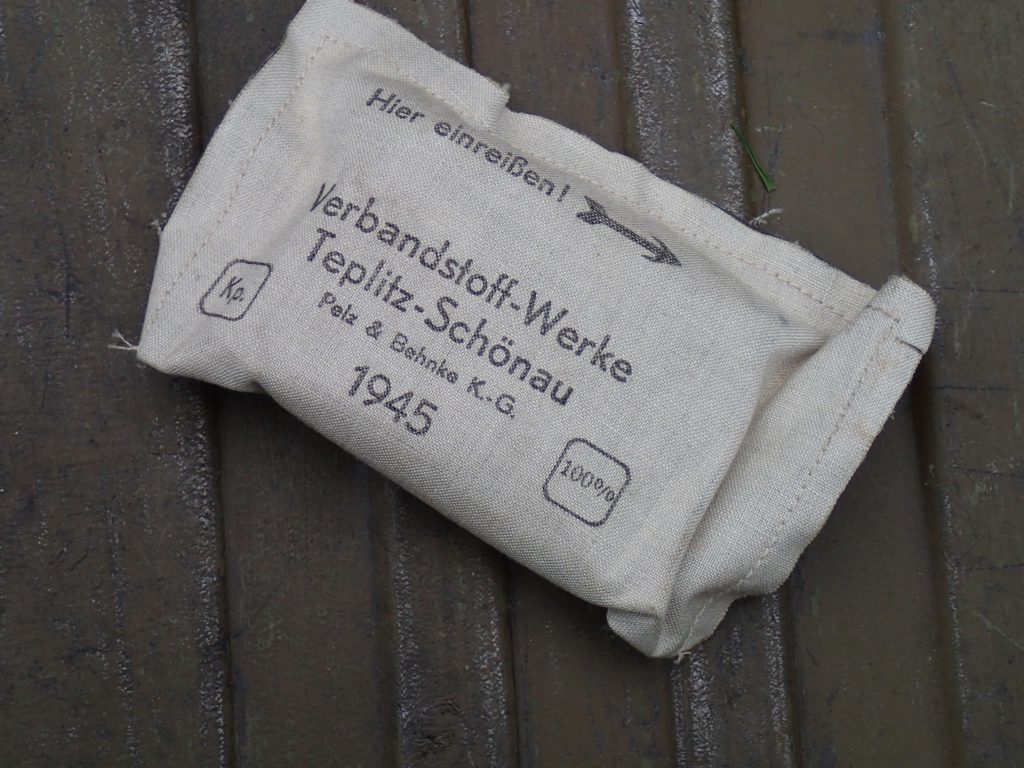 Hier einreißen!
Verbandstoff-Werke
Teplitz-Schönau
Pelz & Behnke K.-G.
1945
Kp.
100%